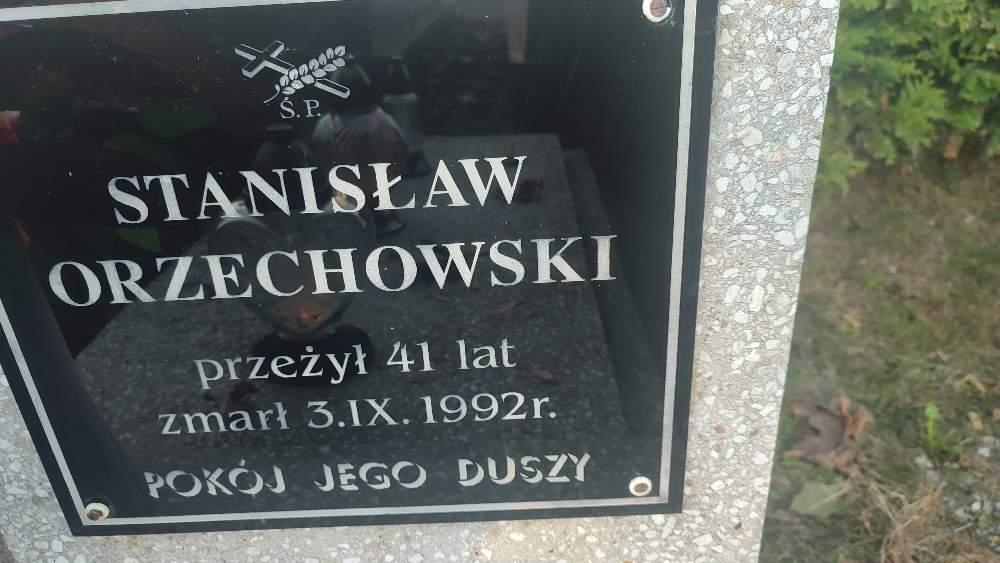 Ś.P.
STANISŁAW
ORZECHOWSKI
przeżył 41 lat
zmarł 3.IX.1992r.
POKÓJ JEGO DUSZY